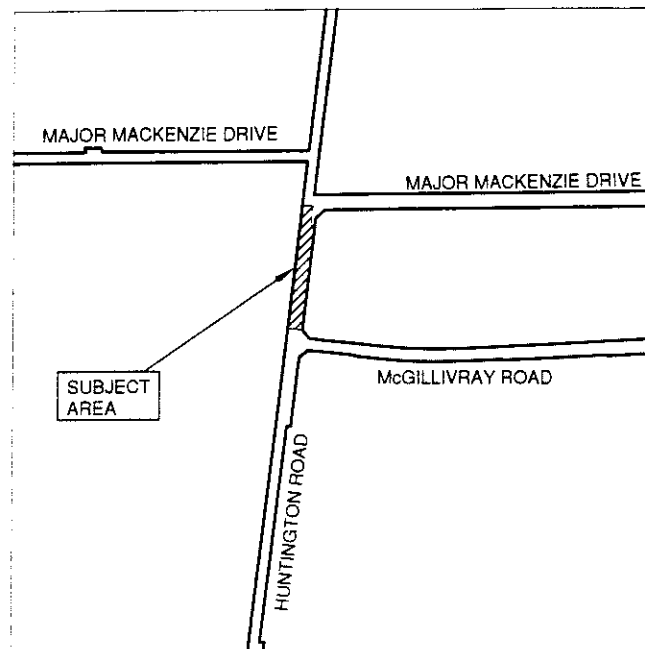 MAJOR MACKENZIE DRIVE
MAJOR MACKENZIE DRIVE
SUBJECT
AREA
McGILLIVRAY ROAD
HUNTINGTON ROAD